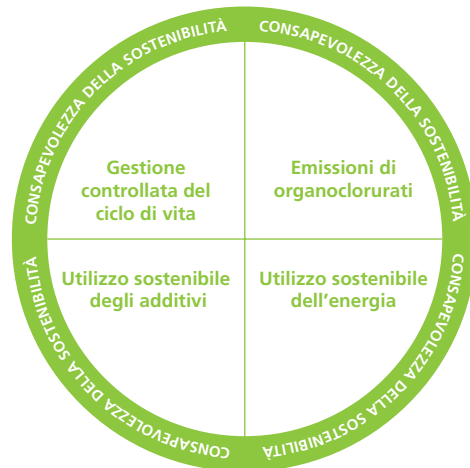 CONSAPEVOLEZZA DELLA SOSTENIBILITÀ
CONSAPEVOLEZZA DELLA SOSTENIBILITÀ
Gestione
controllata del
ciclo di vita
Emissioni di
organoclorurati
Utilizzo sostenibile
degli additivi
Utilizzo sostenibile
dell’energia
CONSAPEVOLEZZA DELLA SOSTENIBILITÀ
CONSAPEVOLEZZA DELLA SOSTENIBILITÀ